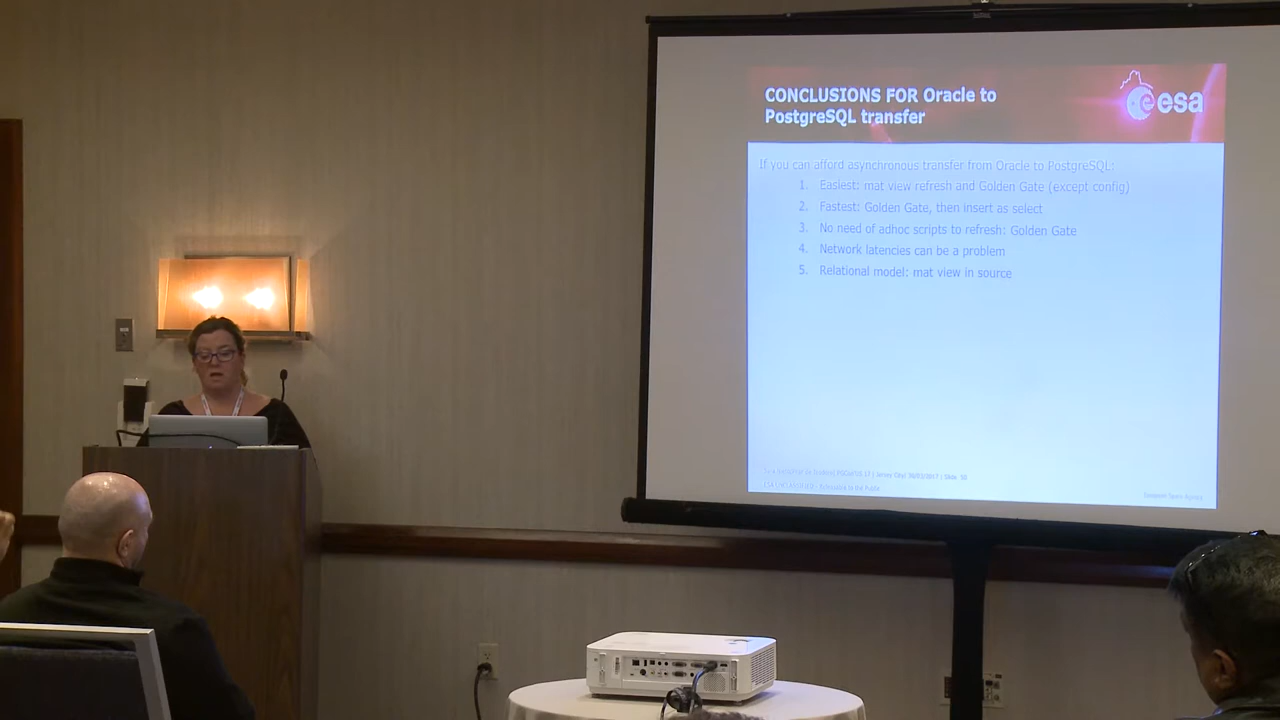 CONCLUSIONS FOR Oracle to
PostgreSQL transfer
esa
If you can afford asynchronous transfer from Oracle to PostgreSQL:
1. Easiest: mat view refresh and Golden Gate (except config)
2. Fastest: Golden Gate, then insert as select
3. No need of adhoc scripts to refresh: Golden Gate
4. Network latencies can be a problem
5. Relational model: mat view in source
European Space Agency